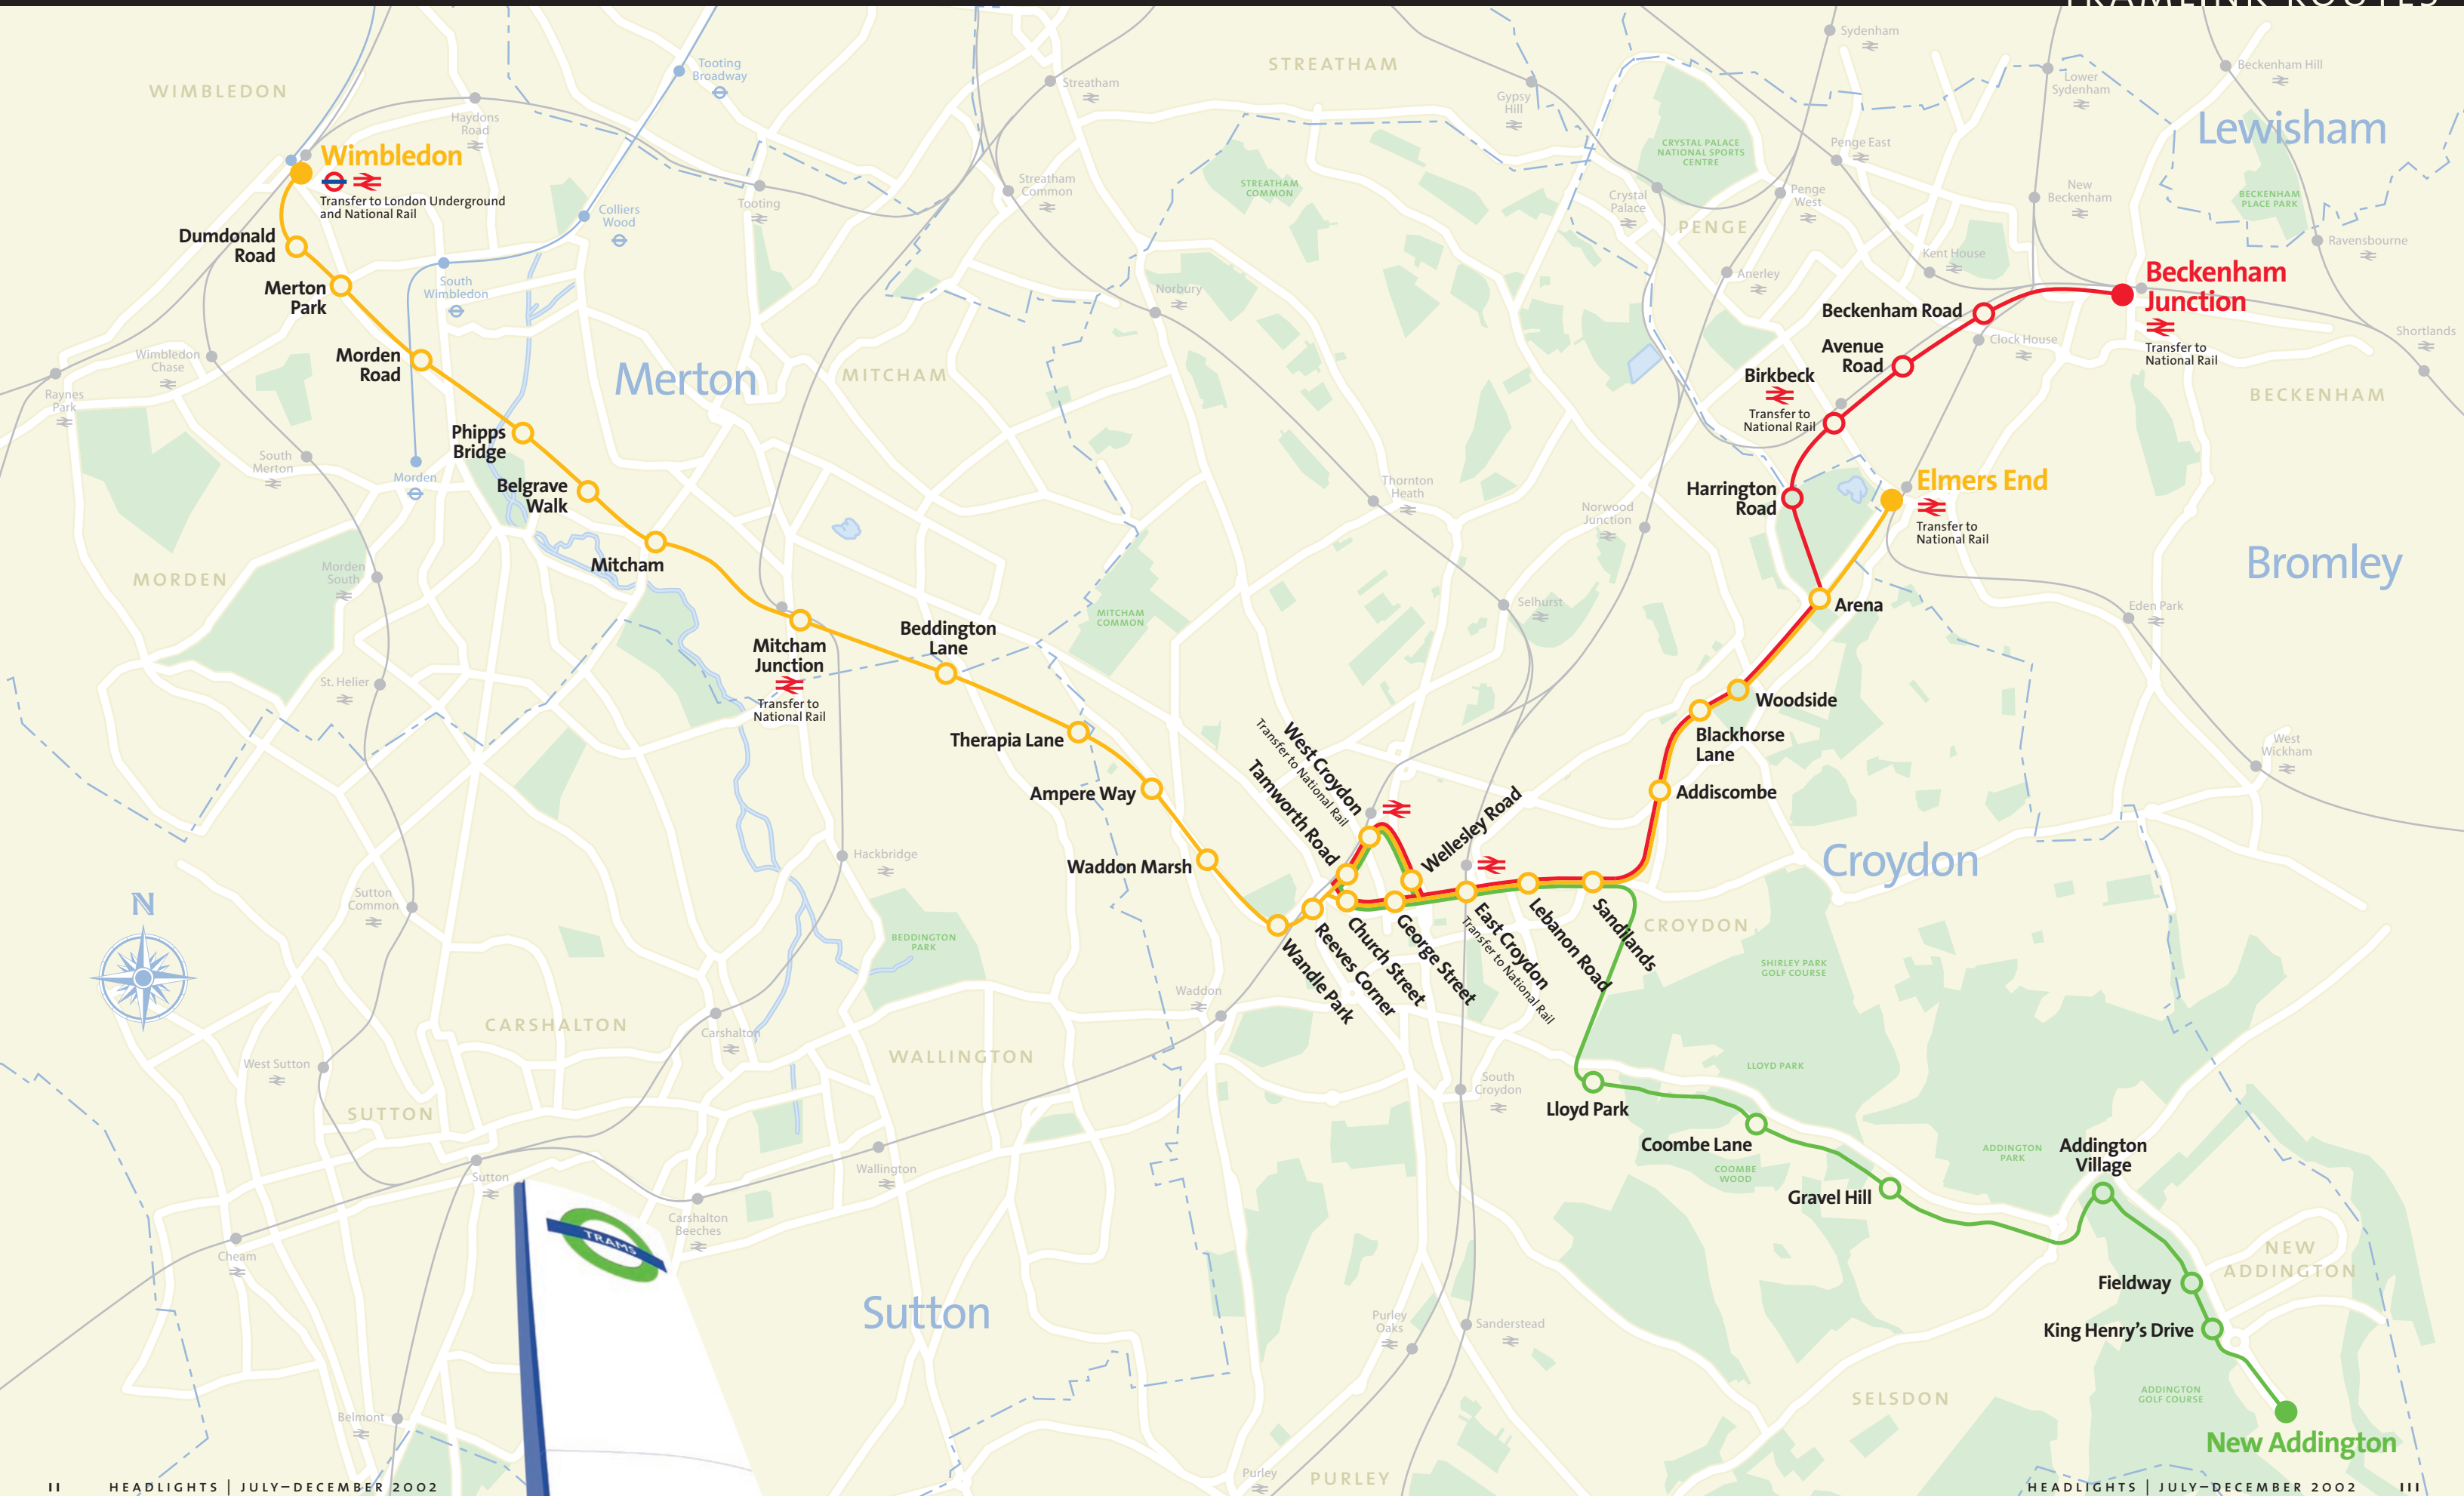 TRAMLINK ROUTES
WIMBLEDON
Haydons
Road
Tooting
Broadway
Streatham
STREATHAM
Gypsy
Hill
Sydenham
Lower
Sydenham
Beckenham Hill
Lewisham
Wimbledon
Transfer to London Underground
and National Rail
Dumdonald
Road
Merton
Park
Morden
Road
Colliers
Wood
South
Wimbledon
Tooting
Streatham
Common
STREATHAM
COMMON
CRYSTAL PALACE
NATIONAL SPORTS
CENTRE
Crystal
Palace
Penge East
Penge
West
PENGE
Anerley
New
Beckenham
Kent House
BECKENHAM
PLACE PARK
Ravensbourne
Beckenham
Junction
Transfer to
National Rail
Shortlands
Beckenham Road
Clock House
Avenue
Road
Birkbeck
Transfer to
National Rail
BECKENHAM
Wimbledon
Chase
Raynes
Park
Merton
MITCHAM
Norbury
Phipps
Bridge
South
Merton
Morden
Belgrave
Walk
Thornton
Heath
Norwood
Junction
Harrington
Road
Elmers End
Transfer to
National Rail
Bromley
MORDEN
Morden
South
Mitcham
Mitcham
Junction
Transfer to
National Rail
Beddington
Lane
MITCHAM
COMMON
Selhurst
Arena
Eden Park
St. Helier
Therapia Lane
Woodside
Blackhorse
Lane
West
Wickham
Ampere Way
West Croydon
Transfer to National Rail
Tamworth Road
Wellesley Road
Addiscombe
Waddon Marsh
Croydon
Hackbridge
Sutton
Common
N
BEDDINGTON
PARK
Wandle Park
Reeves Corner
Church Street
George Street
East Croydon
Transfer to National Rail
Lebanon Road
Sandilands
CROYDON
SHIRLEY PARK
GOLF COURSE
Waddon
CARSHALTON
Carshalton
WALLINGTON
West Sutton
SUTTON
South
Croydon
LLOYD PARK
Lloyd Park
Coombe Lane
COOMBE
WOOD
Gravel Hill
ADDINGTON
PARK
Addington
Village
Sutton
Wallington
Carshalton
Beeches
Cheam
TRAMS
Sutton
Purley
Oaks
Sanderstead
NEW
ADDINGTON
Fieldway
King Henry's Drive
SELSDON
ADDINGTON
GOLF COURSE
New Addington
Belmont
Purley
PURLEY
II HEADLIGHTS | JULY–DECEMBER 2002
HEADLIGHTS | JULY–DECEMBER 2002 III